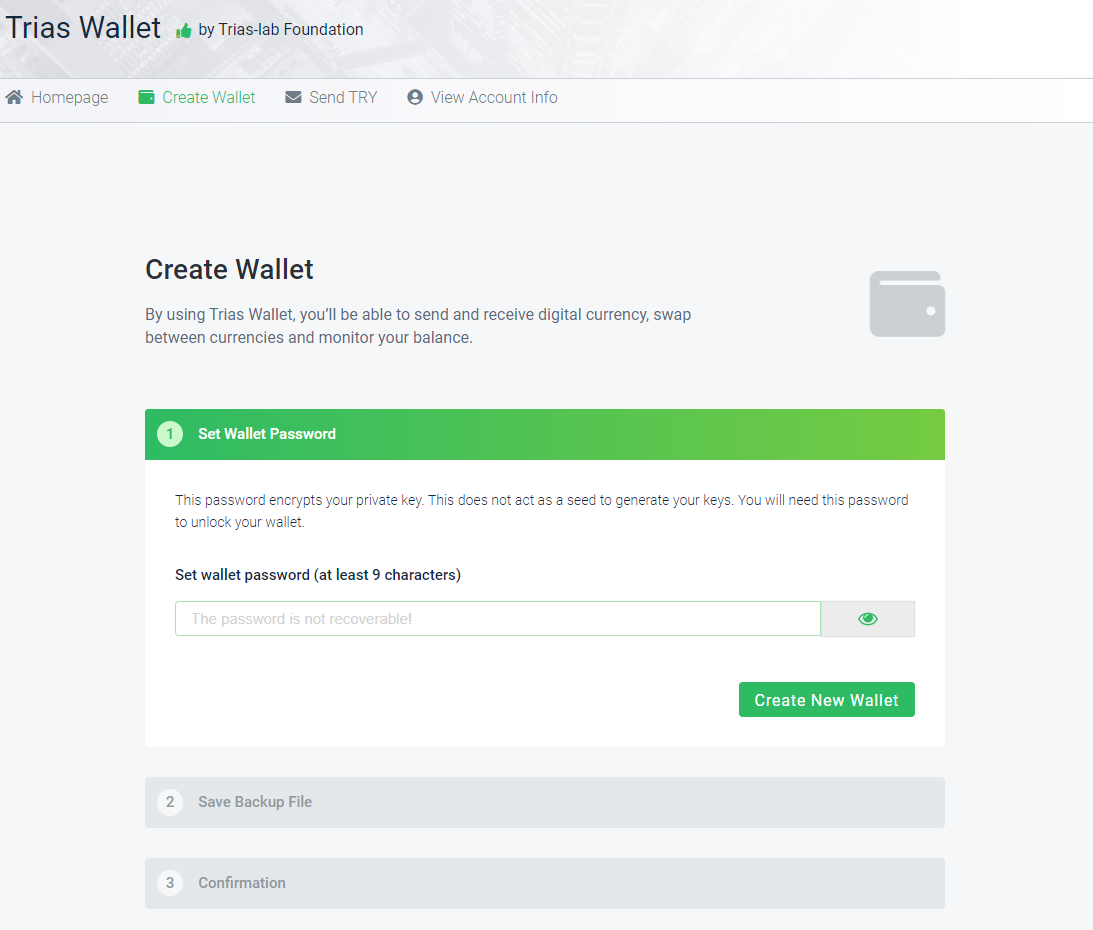 Trias Wallet by Trias-lab Foundation
Homepage Create Wallet Send TRY View Account Info
Create Wallet
By using Trias Wallet, you’ll be able to send and receive digital currency, swap
between currencies and monitor your balance.
1 Set Wallet Password
This password encrypts your private key. This does not act as a seed to generate your keys. You will need this password
to unlock your wallet.
Set wallet password (at least 9 characters)
The password is not recoverable!
Create New Wallet
2 Save Backup File
3 Confirmation